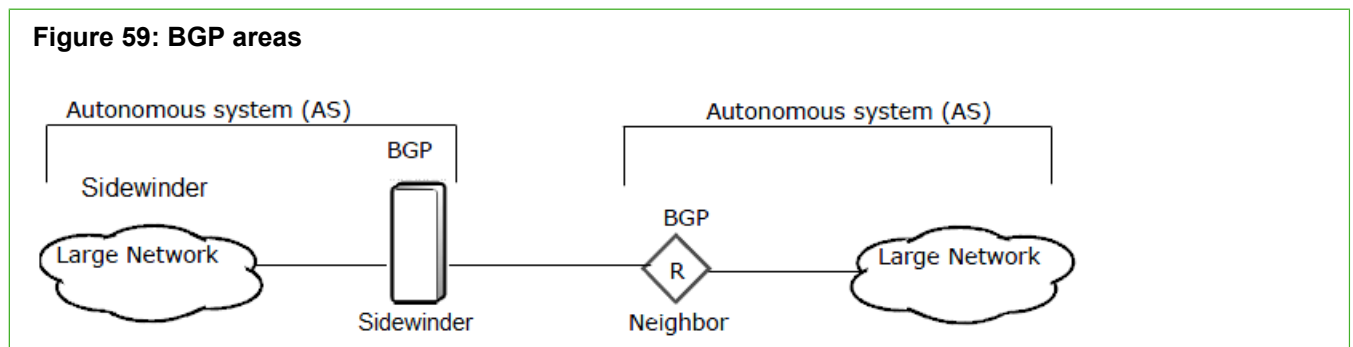 Figure 59: BGP areas
Autonomous system (AS)
Autonomous system (AS)
BGP
Sidewinder
BGP
Large Network
Large Network
R
Sidewinder
Neighbor